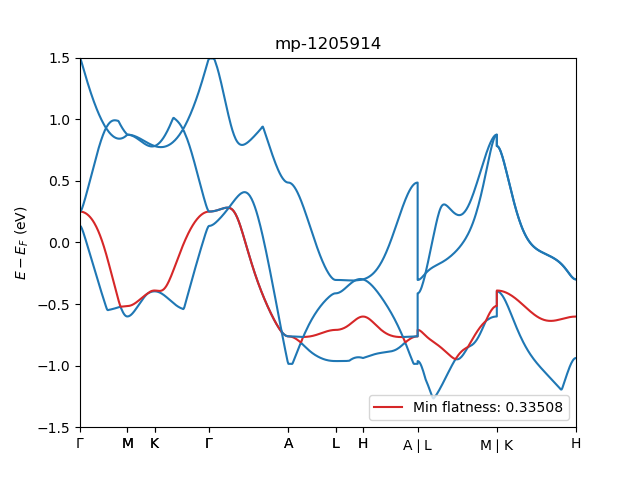 mp-1205914
E − E_F (eV)
1.5
1.0
0.5
0.0
−0.5
−1.0
−1.5
Min flatness: 0.33508
Γ M K Γ A L H A | L M | K H